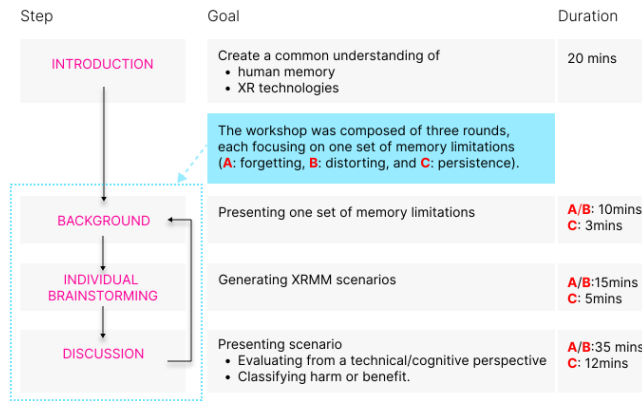 Step Goal Duration
INTRODUCTION
Create a common understanding of
• human memory
• XR technologies
20 mins
The workshop was composed of three rounds,
each focusing on one set of memory limitations
(A: forgetting, B: distorting, and C: persistence).
BACKGROUND
Presenting one set of memory limitations
A/B: 10mins
C: 3mins
INDIVIDUAL
BRAINSTORMING
Generating XRMM scenarios
A/B:15mins
C: 5mins
DISCUSSION
Presenting scenario
• Evaluating from a technical/cognitive perspective
• Classifying harm or benefit.
A/B:35 mins
C: 12mins